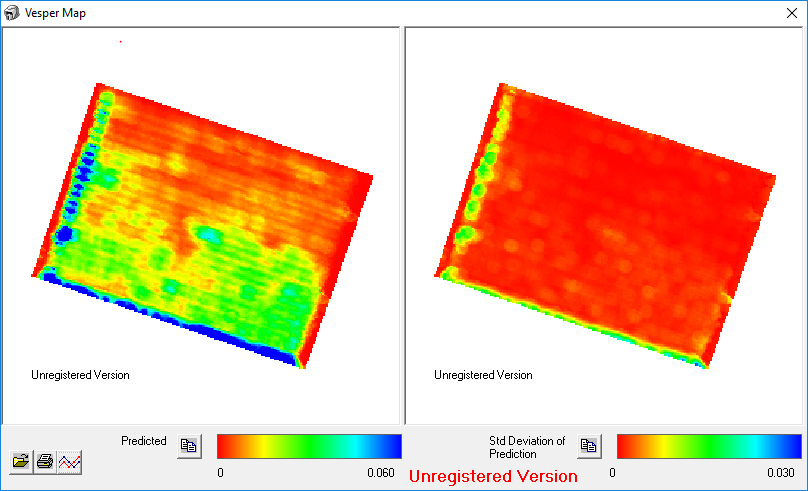 Vesper Map
Unregistered Version
Unregistered Version
Predicted
0
0.060
Std Deviation of
Prediction
0
0.030
Unregistered Version